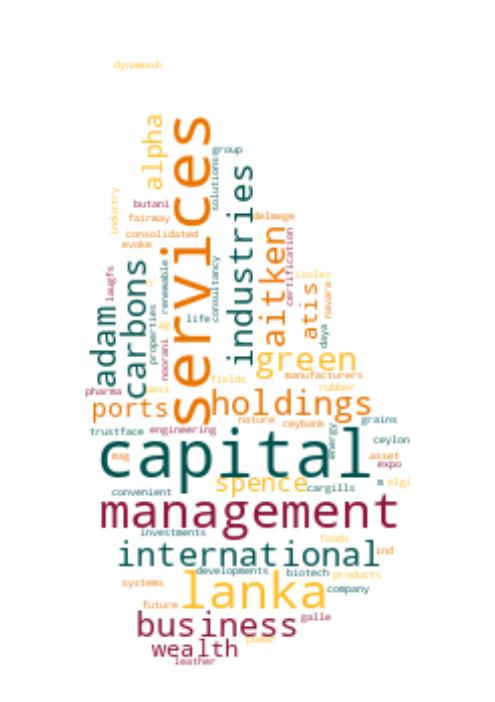 dynawash
alpha
services
group
solutions
industries
industry
butani
fairway
delmege
consolidated
evoke
aitken
certification
adam
laugfs
carbons
renewable
consultancy
isolez
atis
navara
life
ag
properties
noorani
daya
green
manufacturers
pharma
best
fields
rubber
ports
holdings
nature
ceybank
grains
trustface
engineering
energy
ceylon
capital
mag
asset
expo
spence
cargills
elgi
convenient
management
investments
foods
international
ind
developments
biotech
products
systems
lanka
company
future
business
galle
power
wealth
leather